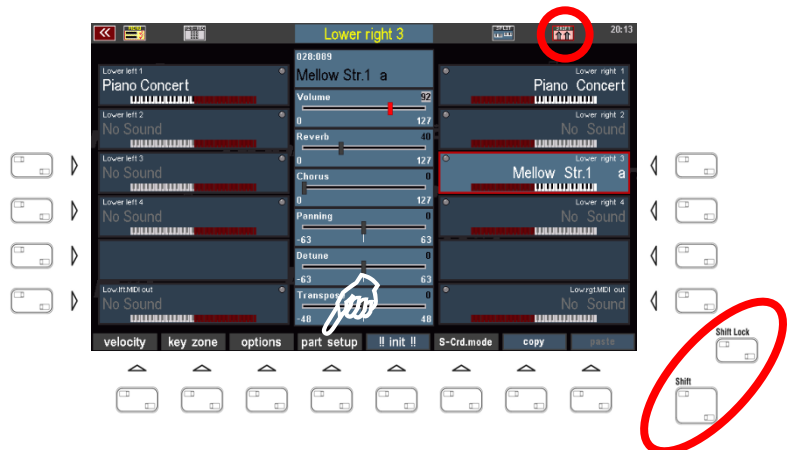 MENU
Lower right 3
SPLIT
SHIFT
20:13
028:089
Mellow Str.1 a
Lower left 1
Piano Concert
Lower right 1
Piano Concert
Volume 92
0 127
Lower left 2
No Sound
Lower right 2
No Sound
Reverb 40
0 127
Lower left 3
No Sound
Lower right 3
Mellow Str.1 a
Chorus 0
0 127
Lower left 4
No Sound
Lower right 4
No Sound
Panning 0
-63 63
Detune 0
-63 63
Low.lft.MIDI out
No Sound
Low.rgt.MIDI out
No Sound
Transpos 0
-48 48
velocity key zone options part setup !! init !! S-Crd.mode copy paste
Shift Lock
Shift